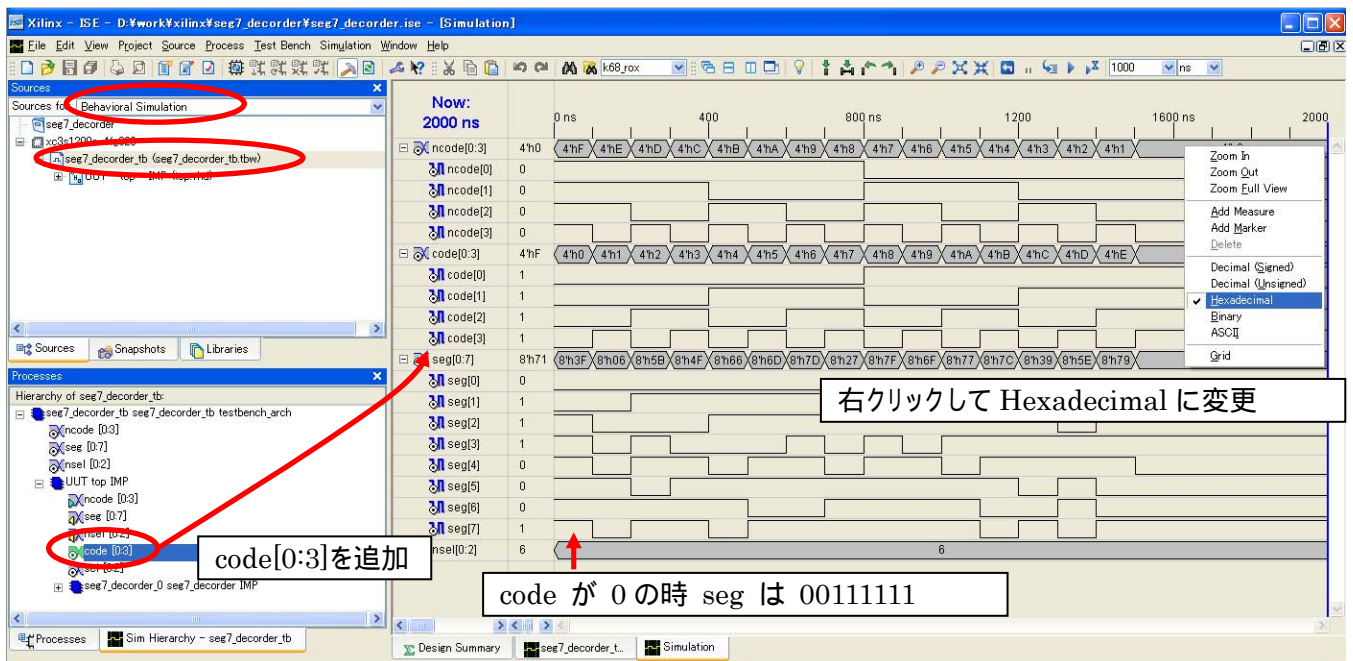 Xilinx - ISE - D:¥work¥xilinx¥seg7_decorder¥seg7_decorder.ise - [Simulation]
File Edit View Project Source Process Test Bench Simulation Window Help
k68_rox 1000 ns
Sources
Sources for: Behavioral Simulation
seg7_decorder
seg7_decorder_tb (seg7_decorder_tb.tbw)
Sources Snapshots Libraries
Processes
Hierarchy of seg7_decorder_tb:
seg7_decorder_tb seg7_decorder_tb testbench_arch
ncode [0:3]
seg [0:7]
nsel [0:2]
UUT top IMP
ncode [0:3]
seg [0:7]
nsel [0:2]
code [0:3]
sel [0:2]
seg7_decorder_0 seg7_decorder IMP
Processes Sim Hierarchy - seg7_decorder_tb
code[0:3]を追加
Now:
2000 ns
0 ns 400 800 ns 1200 1600 ns 2000
ncode[0:3] 4'h0 4'hF 4'hE 4'hD 4'hC 4'hB 4'hA 4'h9 4'h8 4'h7 4'h6 4'h5 4'h4 4'h3 4'h2 4'h1
ncode[0] 0
ncode[1] 0
ncode[2] 0
ncode[3] 0
code[0:3] 4'hF 4'h0 4'h1 4'h2 4'h3 4'h4 4'h5 4'h6 4'h7 4'h8 4'h9 4'hA 4'hB 4'hC 4'hD 4'hE
code[0] 1
code[1] 1
code[2] 1
code[3] 1
seg[0:7] 8'h71 8'h3F 8'h06 8'h5B 8'h4F 8'h66 8'h6D 8'h7D 8'h27 8'h7F 8'h6F 8'h77 8'h7C 8'h39 8'h5E 8'h79
seg[0] 0
seg[1] 1
seg[2] 1
seg[3] 1
seg[4] 0
seg[5] 0
seg[6] 0
seg[7] 1
nsel[0:2] 6 6
Zoom In
Zoom Out
Zoom Full View
Add Measure
Add Marker
Delete
Decimal (Signed)
Decimal (Unsigned)
Hexadecimal
Binary
ASCII
Grid
右クリックして Hexadecimal に変更
code が 0 の時 seg は 00111111
Design Summary seg7_decorder_t... Simulation